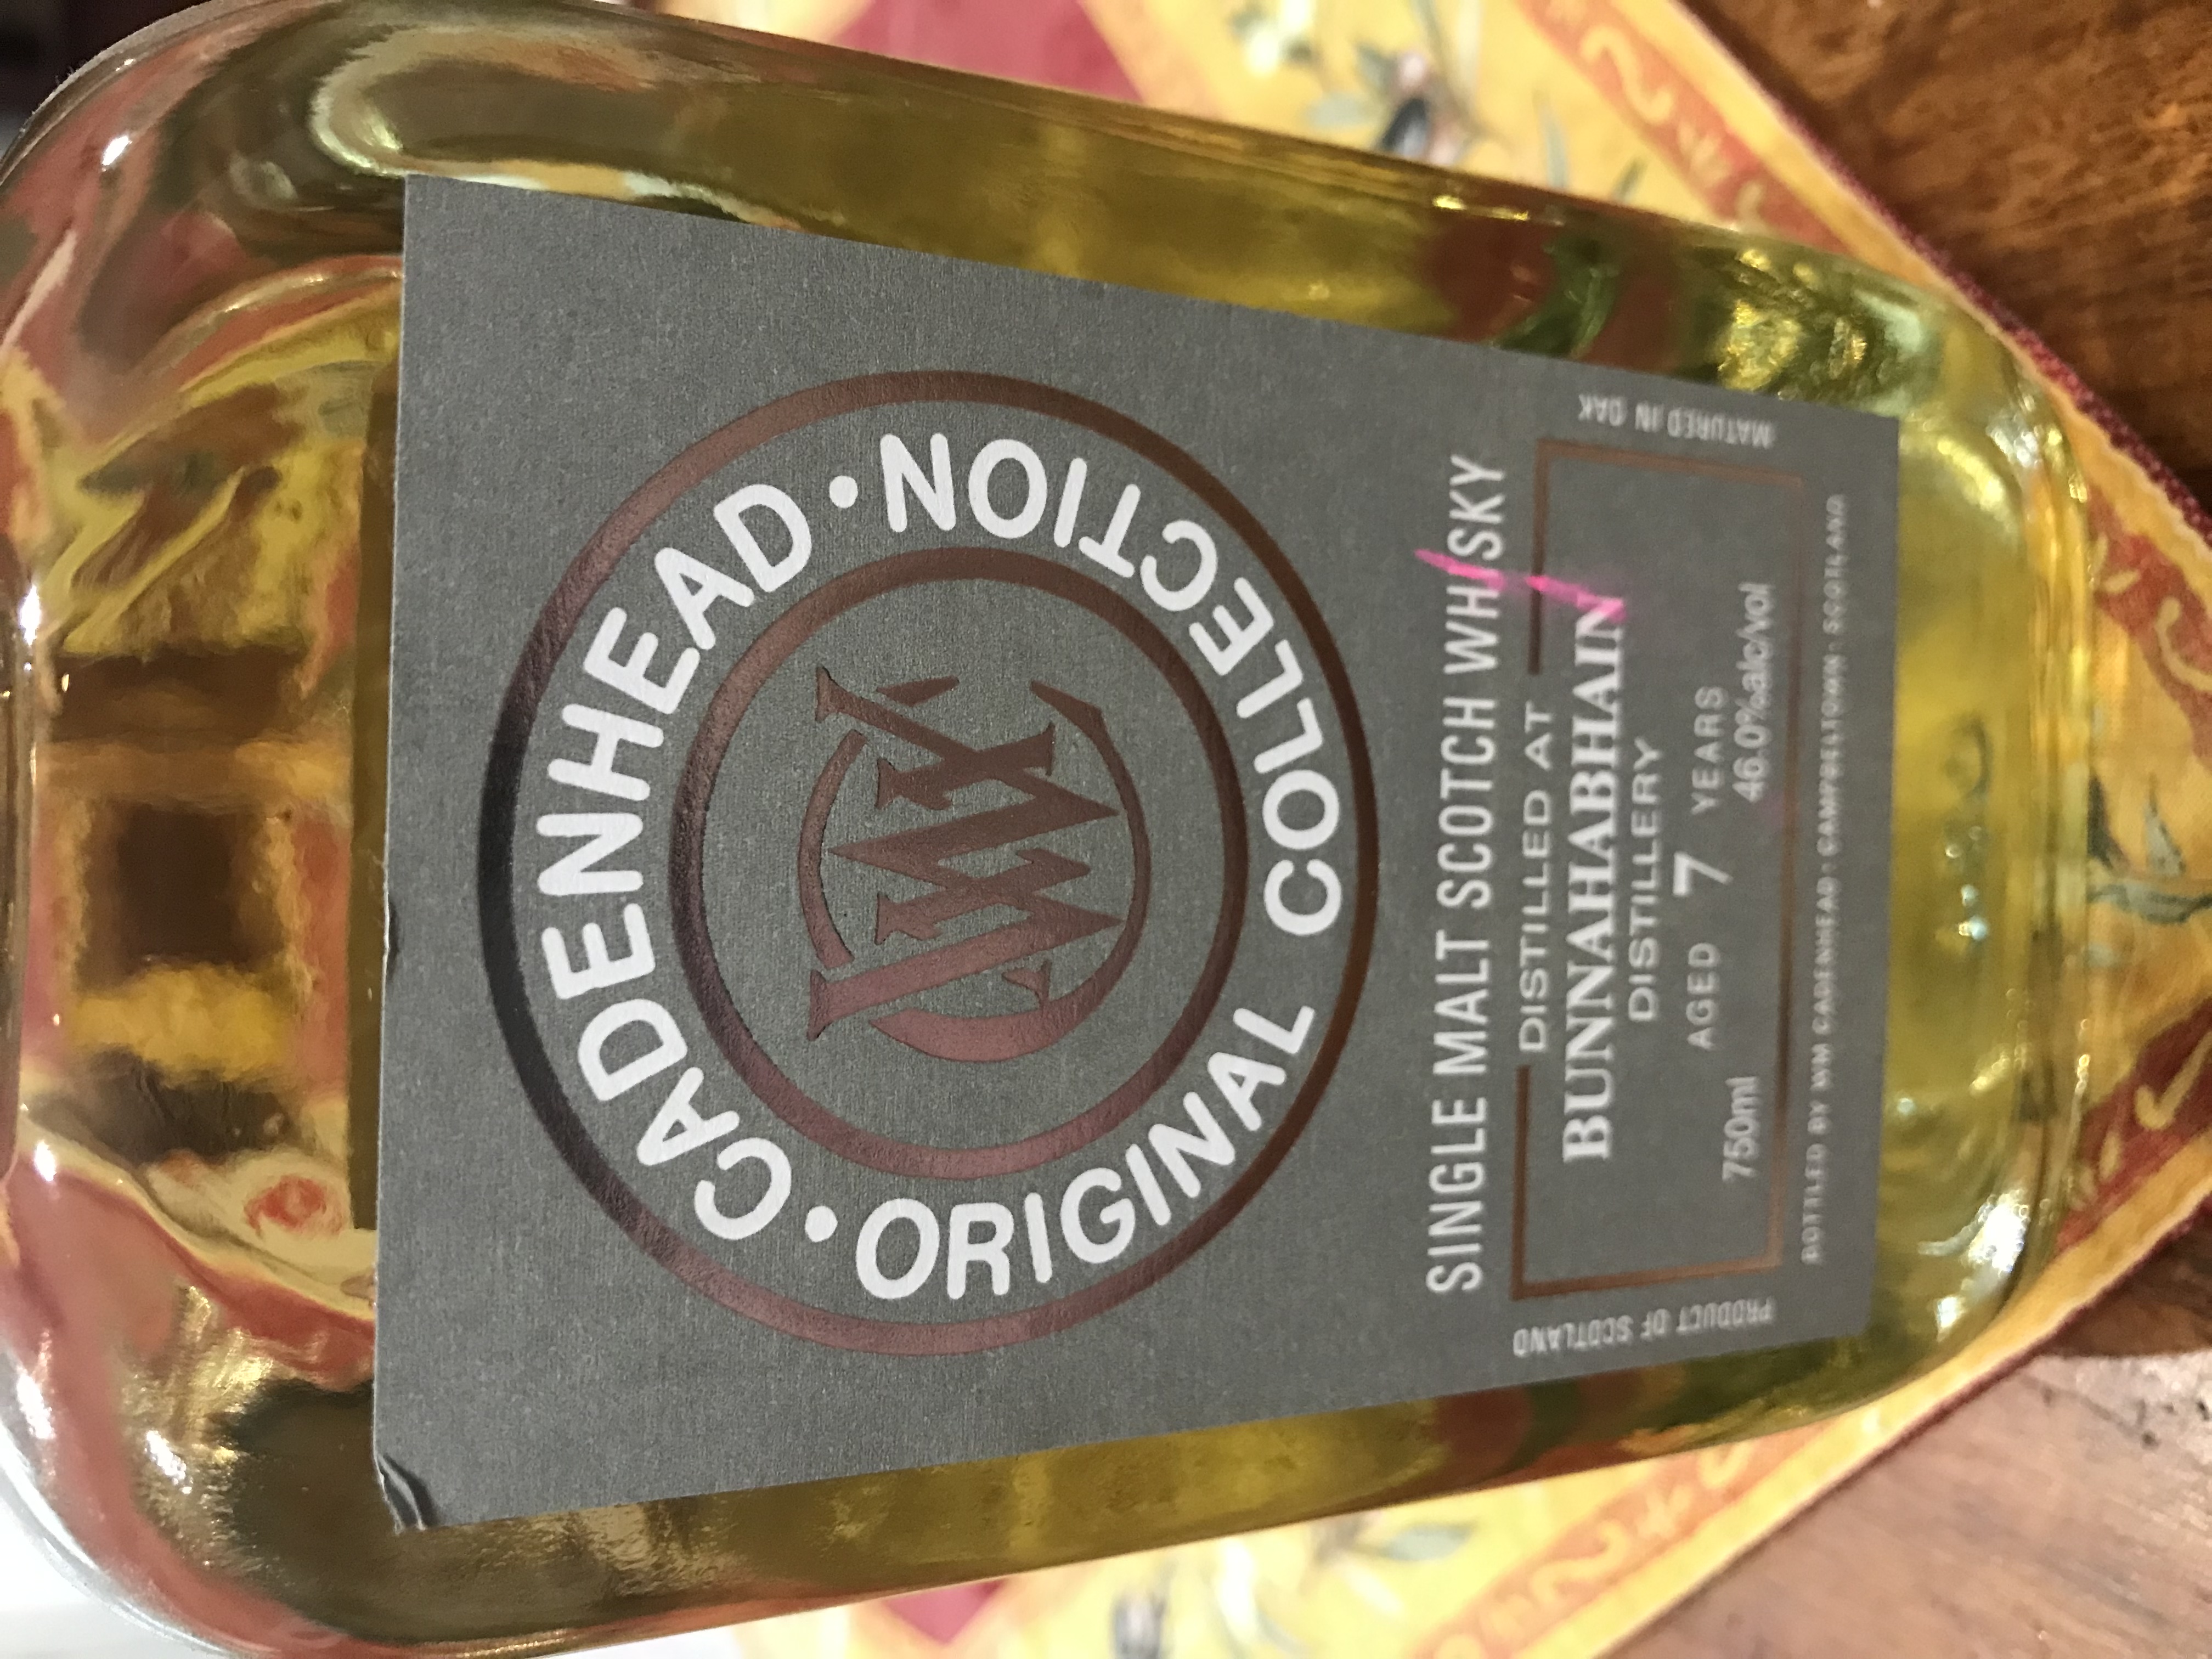 CADENHEAD
· ORIGINAL COLLECTION ·
WMC
SINGLE MALT SCOTCH WHISKY
DISTILLED AT
BUNNAHABHAIN
DISTILLERY
AGED 7 YEARS
750ml 46.0%alc/vol
PRODUCT OF SCOTLAND
MATURED IN OAK
BOTTLED BY WM CADENHEAD · CAMPBELTOWN · SCOTLAND